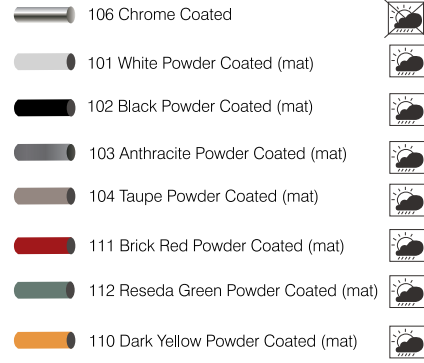 106 Chrome Coated
101 White Powder Coated (mat)
102 Black Powder Coated (mat)
103 Anthracite Powder Coated (mat)
104 Taupe Powder Coated (mat)
111 Brick Red Powder Coated (mat)
112 Reseda Green Powder Coated (mat)
110 Dark Yellow Powder Coated (mat)